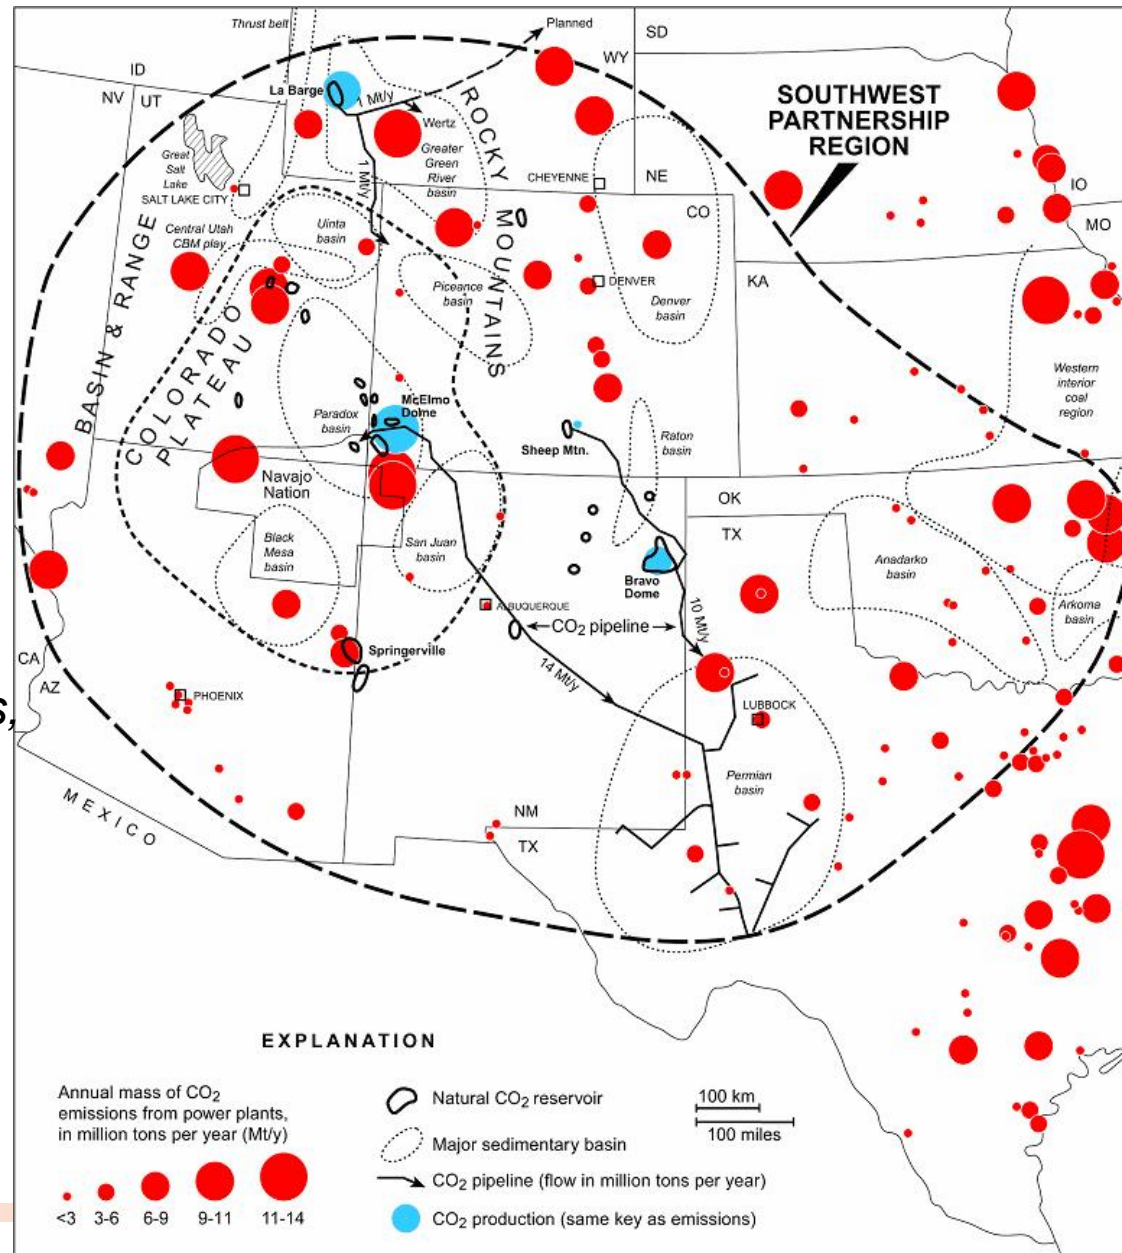 Thrust belt
Planned
SD
WY
ID
NV
UT
La Barge
1 Mt/y
ROCKY MOUNTAINS
SOUTHWEST
PARTNERSHIP
REGION
Wertz
Greater
Green
River
basin
1 Mt/y
Great
Salt
Lake
SALT LAKE CITY
CHEYENNE
NE
IO
CO
MO
Central Utah
CBM play
Uinta
basin
BASIN & RANGE
Piceance
basin
DENVER
Denver
basin
KA
COLORADO
PLATEAU
Western
interior
coal
region
McElmo
Dome
Paradox
basin
Sheep Mtn.
Raton
basin
Navajo
Nation
OK
TX
Black
Mesa
basin
San Juan
basin
Anadarko
basin
Bravo
Dome
Arkoma
basin
ALBUQUERQUE
CO2 pipeline
10 Mt/y
14 Mt/y
Springerville
CA
AZ
PHOENIX
s,
LUBBOCK
Permian
basin
MEXICO
NM
TX
EXPLANATION
Annual mass of CO2
emissions from power plants,
in million tons per year (Mt/y)
<3 3-6 6-9 9-11 11-14
Natural CO2 reservoir
Major sedimentary basin
CO2 pipeline (flow in million tons per year)
CO2 production (same key as emissions)
100 km
100 miles